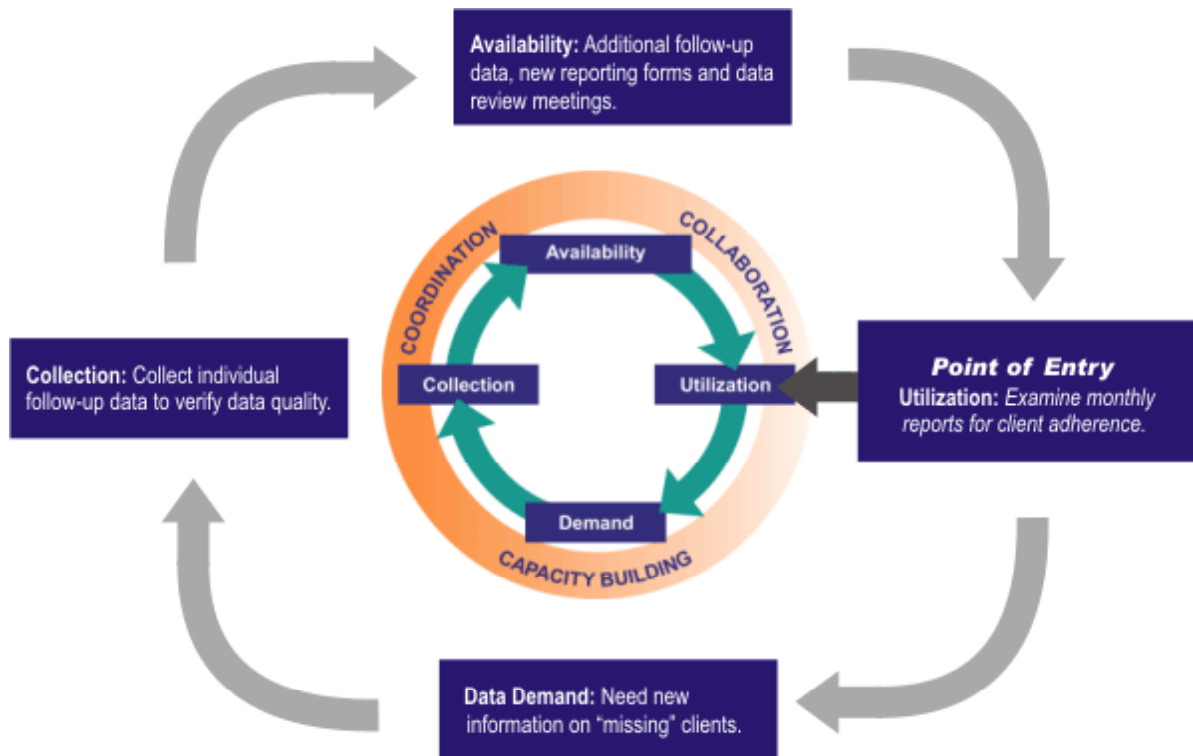 Availability: Additional follow-up
data, new reporting forms and data
review meetings.
COORDINATION
COLLABORATION
Availability
Collection: Collect individual
follow-up data to verify data quality.
Collection
Utilization
Point of Entry
Utilization: Examine monthly
reports for client adherence.
Demand
CAPACITY BUILDING
Data Demand: Need new
information on “missing” clients.